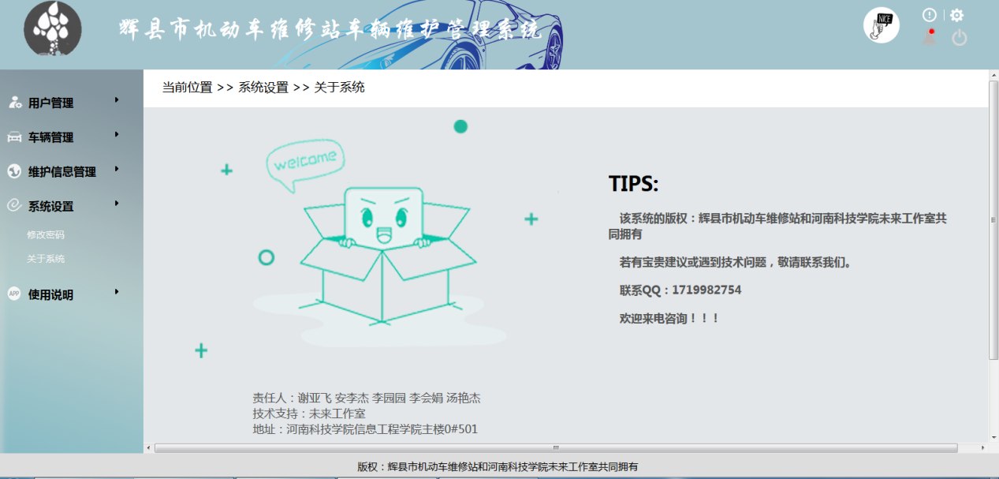 辉县市机动车维修站车辆维护管理系统
NICE
当前位置 >> 系统设置 >> 关于系统
用户管理
车辆管理
维护信息管理
系统设置
修改密码
关于系统
APP
使用说明
welcome
TIPS:
该系统的版权：辉县市机动车维修站和河南科技学院未来工作室共
同拥有
若有宝贵建议或遇到技术问题，敬请联系我们。
联系QQ：1719982754
欢迎来电咨询！！！
责任人：谢亚飞 安李杰 李园园 李会娟 汤艳杰
技术支持：未来工作室
地址：河南科技学院信息工程学院主楼0#501
版权：辉县市机动车维修站和河南科技学院未来工作室共同拥有